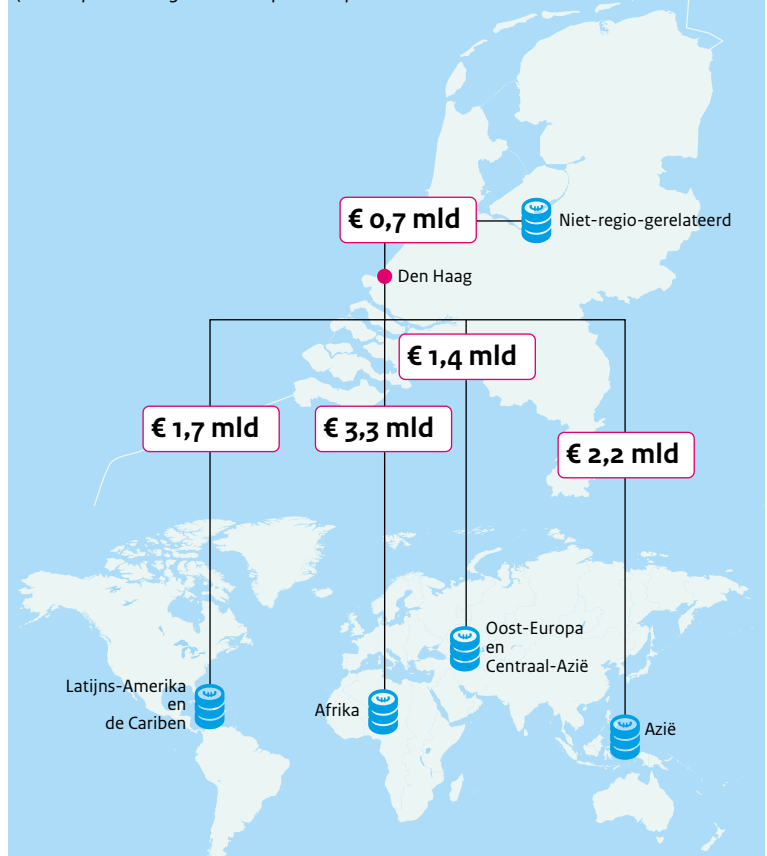 € 0,7 mld
Niet-regio-gerelateerd
Den Haag
€ 1,4 mld
€ 1,7 mld
€ 3,3 mld
€ 2,2 mld
Oost-Europa
en
Centraal-Azië
Latijns-Amerika
en
de Cariben
Afrika
Azië